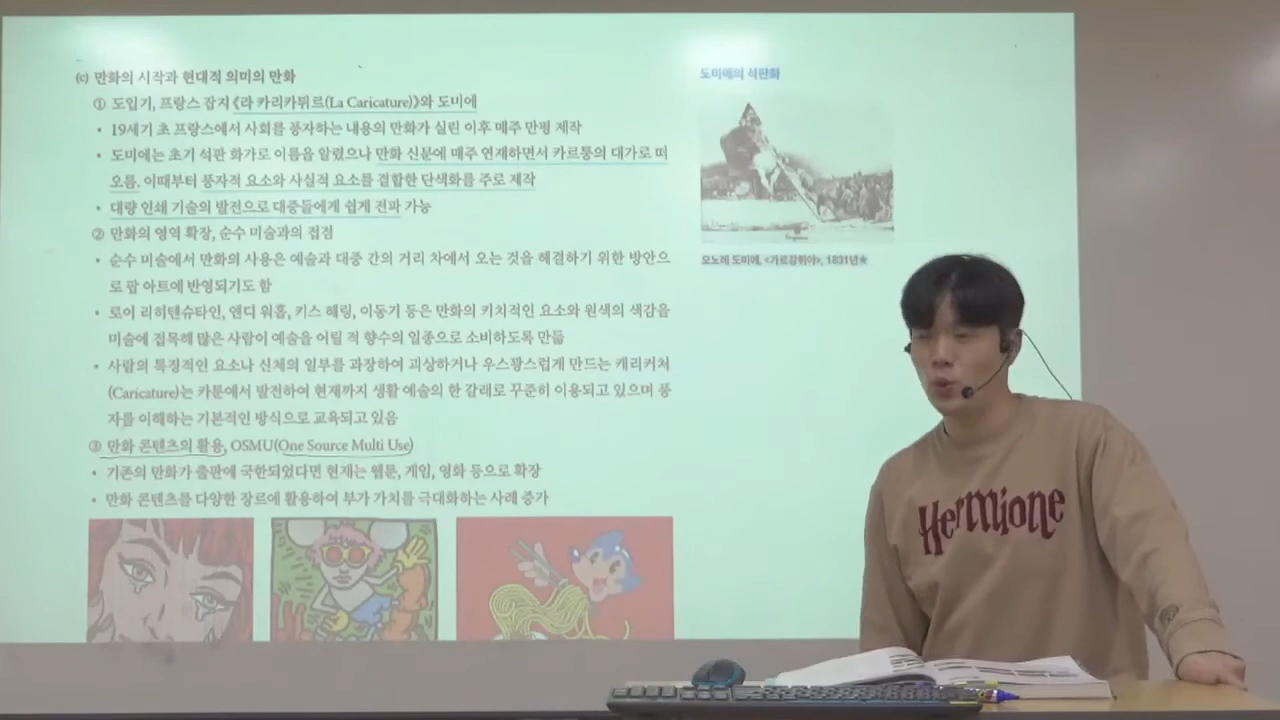 (c) 만화의 시작과 현대적 의미의 만화
① 도입기, 프랑스 잡지 《라 카리카뛰르(La Caricature)》와 도미에
• 19세기 초 프랑스에서 사회를 풍자하는 내용의 만화가 실린 이후 매주 만평 제작
• 도미에는 초기 석판 화가로 이름을 알렸으나 만화 신문에 매주 연재하면서 카르툥의 대가로 떠
오름. 이때부터 풍자적 요소와 사실적 요소를 결합한 단색화를 주로 제작
• 대량 인쇄 기술의 발전으로 대중들에게 쉽게 전파 가능
② 만화의 영역 확장, 순수 미술과의 접점
• 순수 미술에서 만화의 사용은 예술과 대중 간의 거리 차에서 오는 것을 해결하기 위한 방안으
로 팝 아트에 반영되기도 함
• 로이 리히텐슈타인, 앤디 워홀, 키스 해링, 이동기 등은 만화의 키치적인 요소와 원색의 색감을
미술에 접목해 많은 사람이 예술을 어릴 적 향수의 일종으로 소비하도록 만듦
• 사람의 특징적인 요소나 신체의 일부를 과장하여 괴상하거나 우스꽝스럽게 만드는 캐리커처
(Caricature)는 카툰에서 발전하여 현재까지 생활 예술의 한 갈래로 꾸준히 이용되고 있으며 풍
자를 이해하는 기본적인 방식으로 교육되고 있음
③ 만화 콘텐츠의 활용, OSMU(One Source Multi Use)
• 기존의 만화가 출판에 국한되었다면 현재는 웹툰, 게임, 영화 등으로 확장
• 만화 콘텐츠를 다양한 장르에 활용하여 부가 가치를 극대화하는 사례 증가
도미에의 석판화
오노레 도미에, <가르강튀아>, 1831년★
Hermione